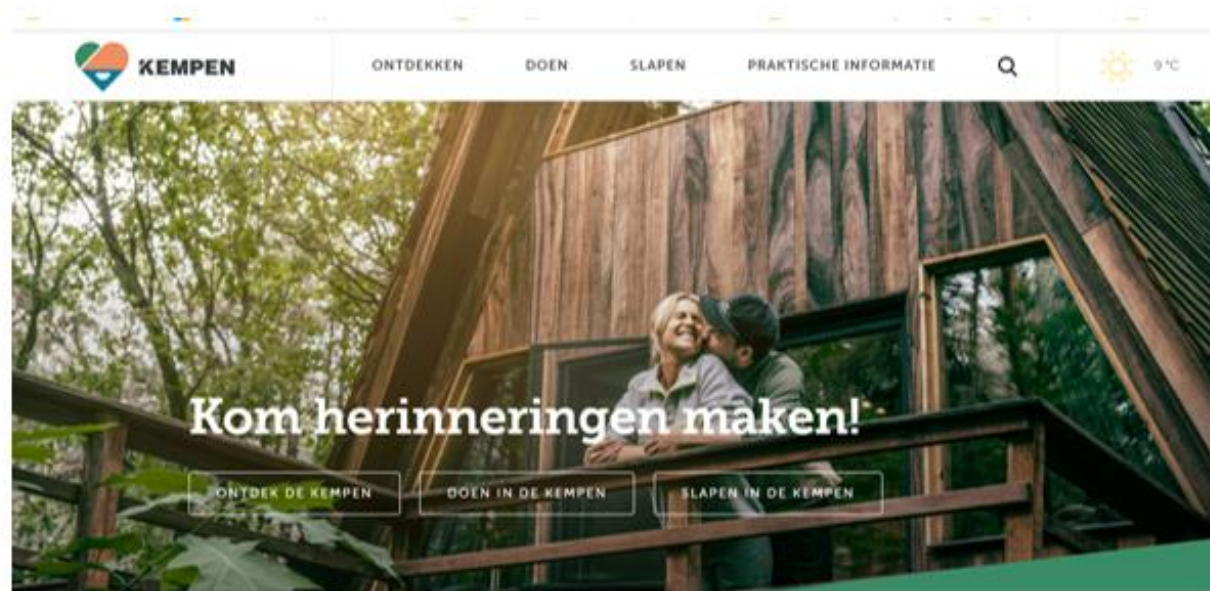 KEMPEN
ONTDEKKEN DOEN SLAPEN PRAKTISCHE INFORMATIE 9 °C
Kom herinneringen maken!
ONTDEK DE KEMPEN DOEN IN DE KEMPEN SLAPEN IN DE KEMPEN